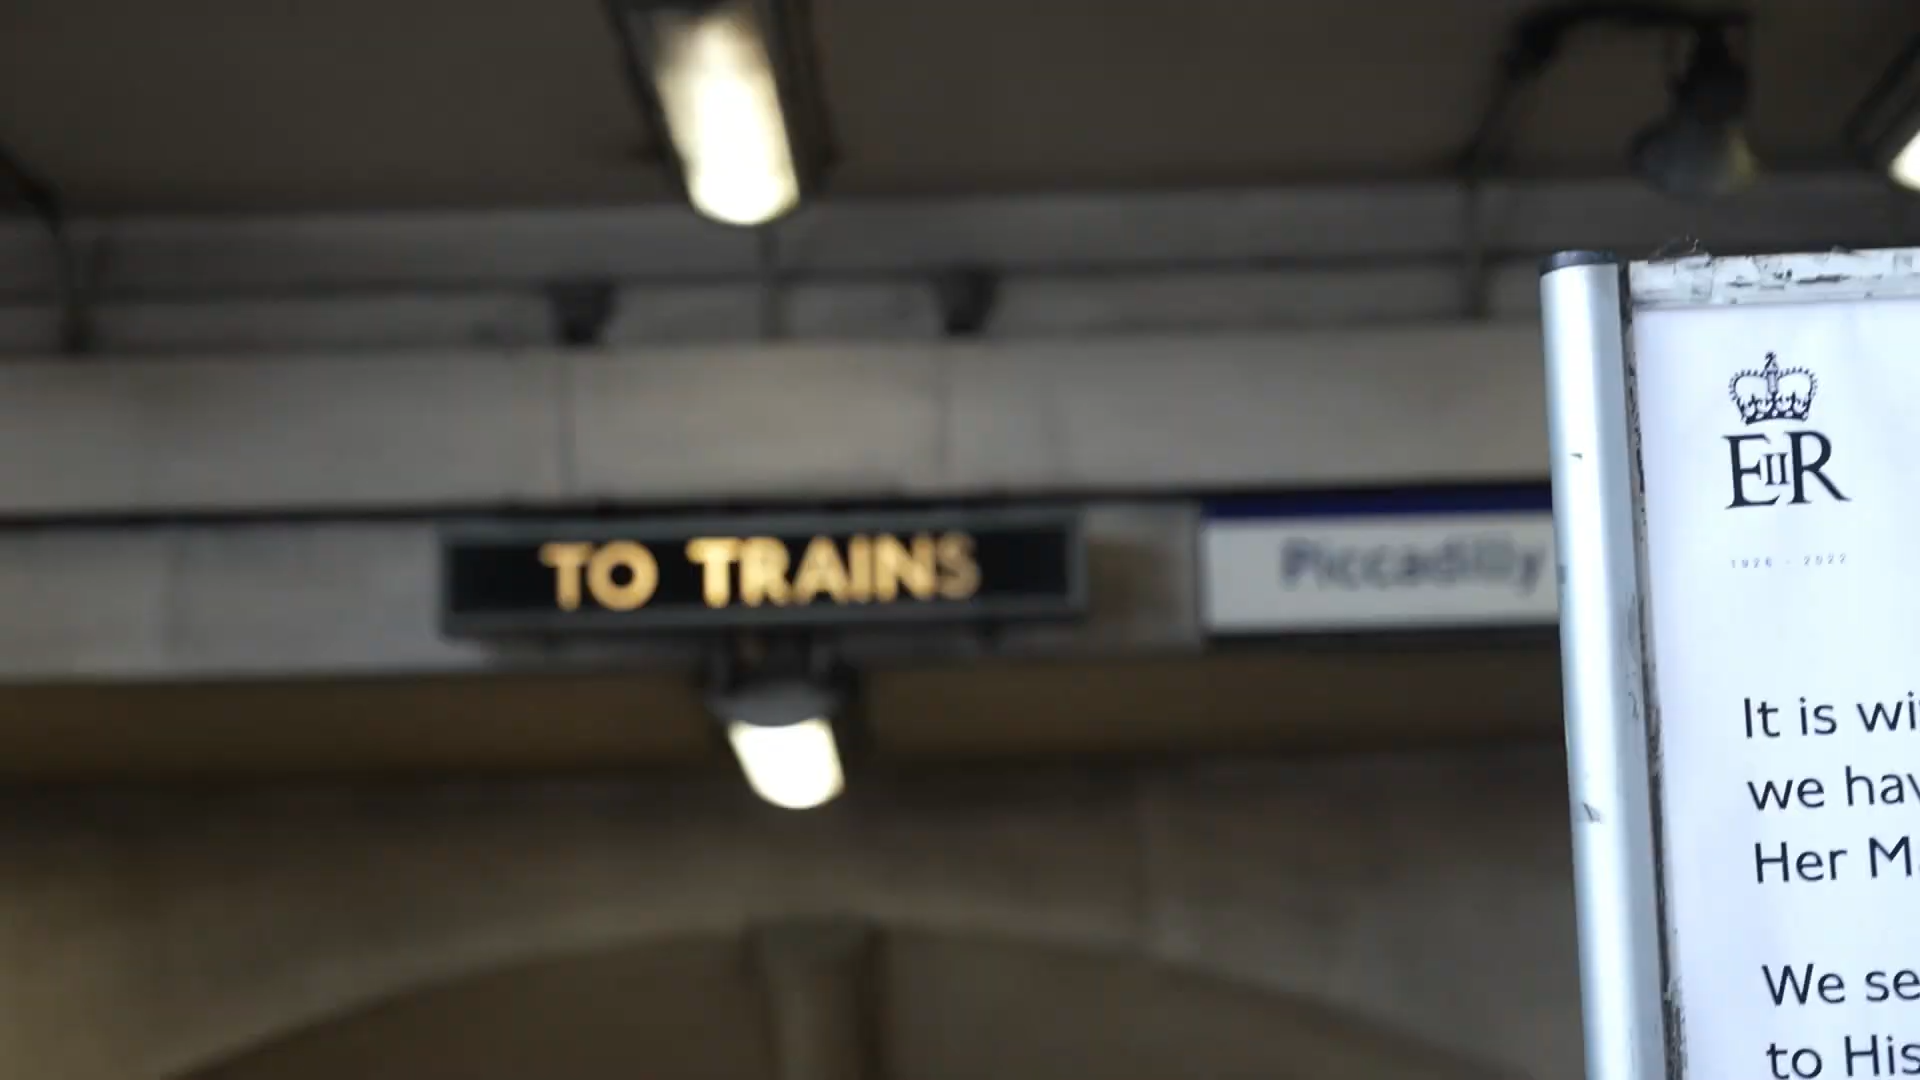 TO TRAINS
Piccadilly
EIIR
1926 - 2022
It is wi
we hav
Her M
We se
to His